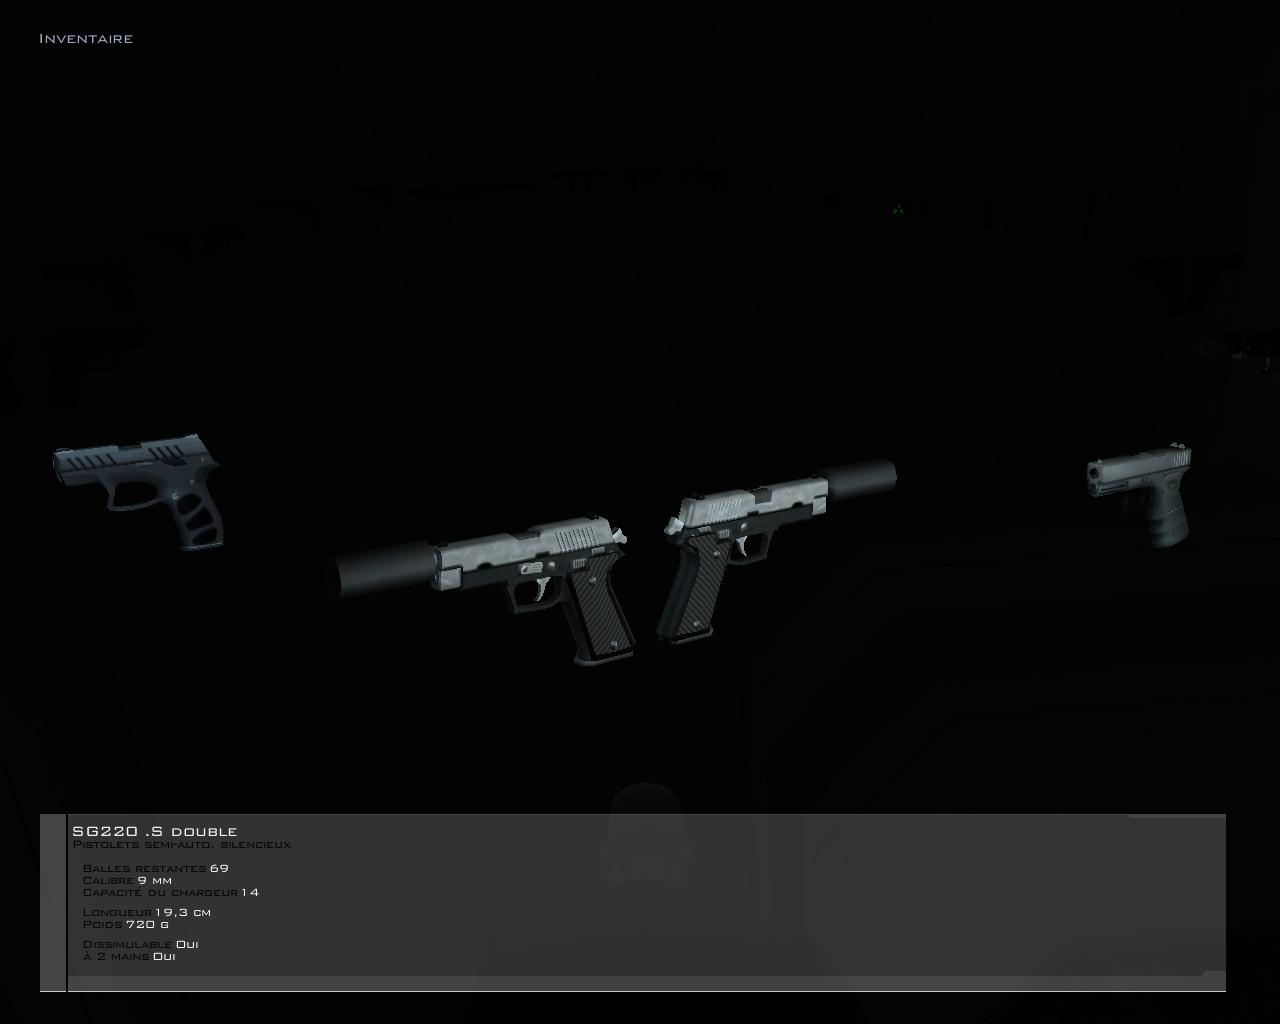 Inventaire
SG220 .S double
Pistolets semi-auto. silencieux
Balles restantes 69
Calibre 9 mm
Capacité du chargeur 14
Longueur 19,3 cm
Poids 720 g
Dissimulable Oui
À 2 mains Oui